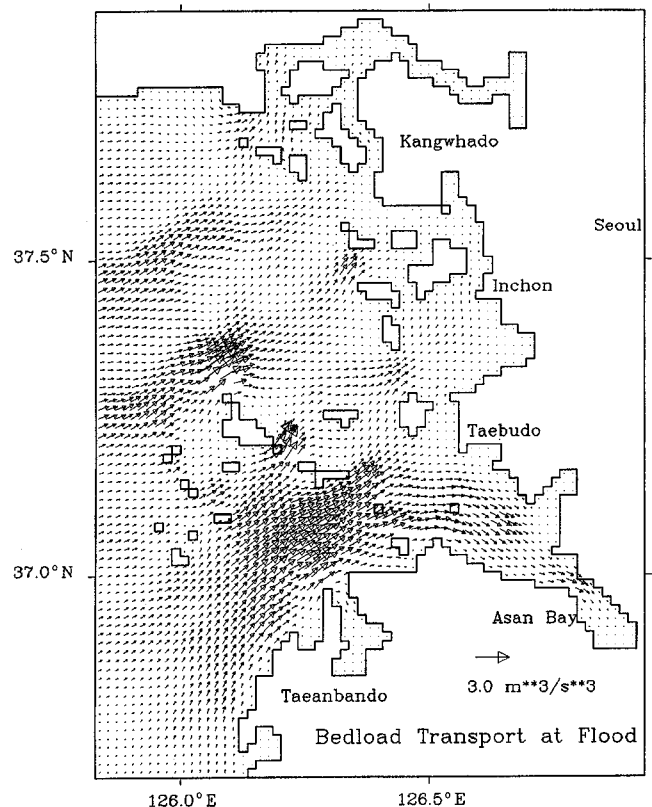 Kangwhado
Seoul
37.5°N
Inchon
Taebudo
37.0°N
Asan Bay
3.0 m**3/s**3
Taeanbando
Bedload Transport at Flood
126.0°E
126.5°E